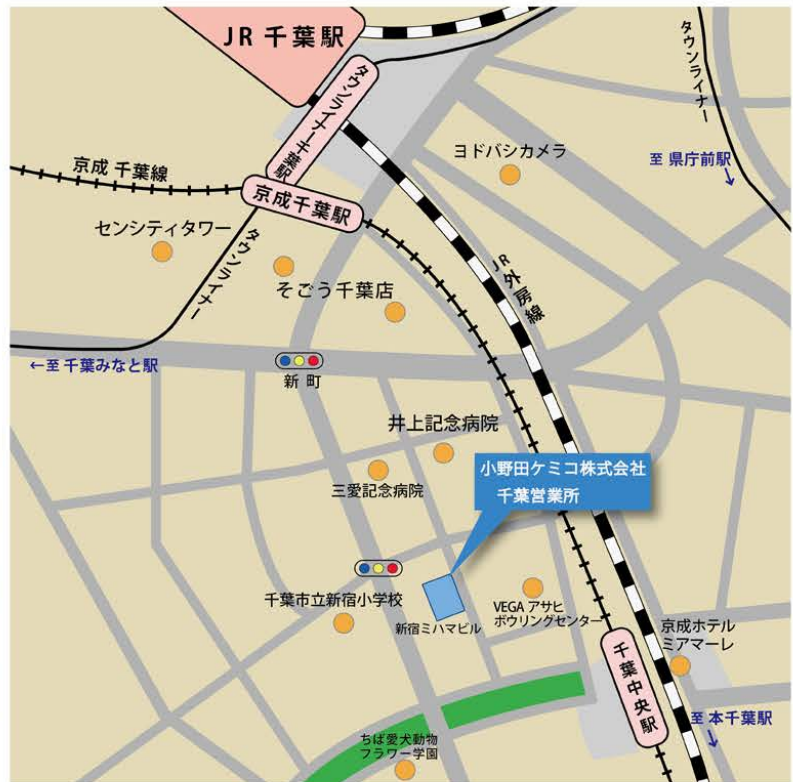 JR 千葉駅
タウンライナー
タウンライナー千葉駅
ヨドバシカメラ
至 県庁前駅
京成 千葉線
京成千葉駅
センシティタワー
タウンライナー
そごう千葉店
JR外房線
←至 千葉みなと駅
新 町
井上記念病院
小野田ケミコ株式会社
千葉営業所
三愛記念病院
千葉市立新宿小学校
新宿ミハマビル
VEGA アサヒ
ボウリングセンター
京成ホテル
ミアマーレ
千葉中央駅
至 本千葉駅
ちば愛犬動物
フラワー学園